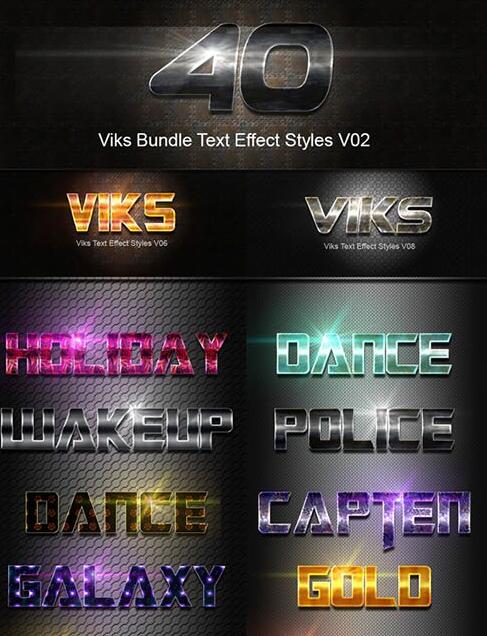 40
Viks Bundle Text Effect Styles V02
VIKS
Viks Text Effect Styles V06
VIKS
Viks Text Effect Styles V08
HOLIDAY
DANCE
WAKEUP
POLICE
DANCE
CAPTEN
GALAXY
GOLD